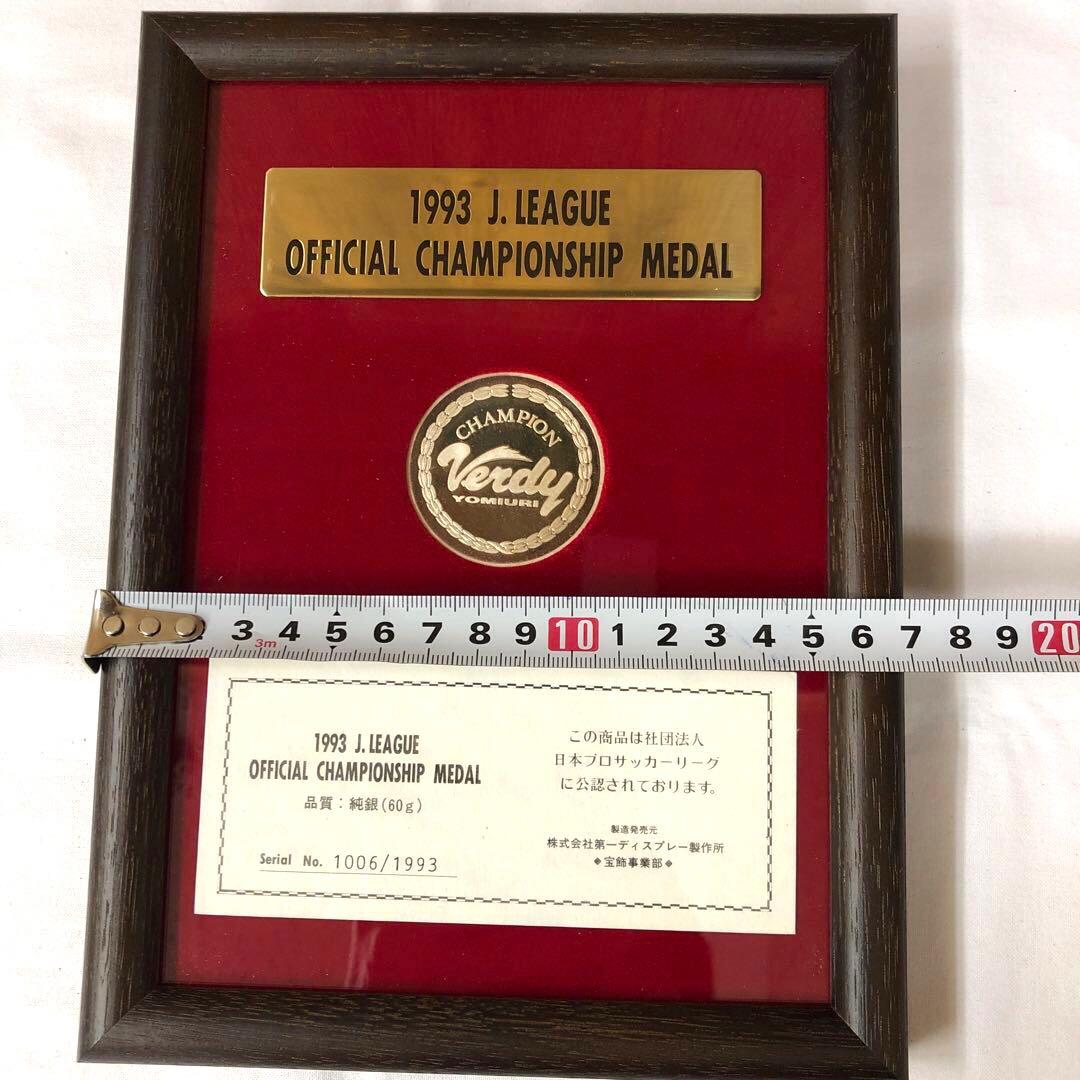 1993 J. LEAGUE
OFFICIAL CHAMPIONSHIP MEDAL
CHAMPION
Verdy
YOMIURI
3 4 5 6 7 8 9 10 1 2 3 4 5 6 7 8 9 20
3m
1993 J. LEAGUE
OFFICIAL CHAMPIONSHIP MEDAL
品質：純銀(60g)
Serial No. 1006/1993
この商品は社団法人
日本プロサッカーリーグ
に公認されております。
製造発売元
株式会社第一ディスプレー製作所
◆宝飾事業部◆